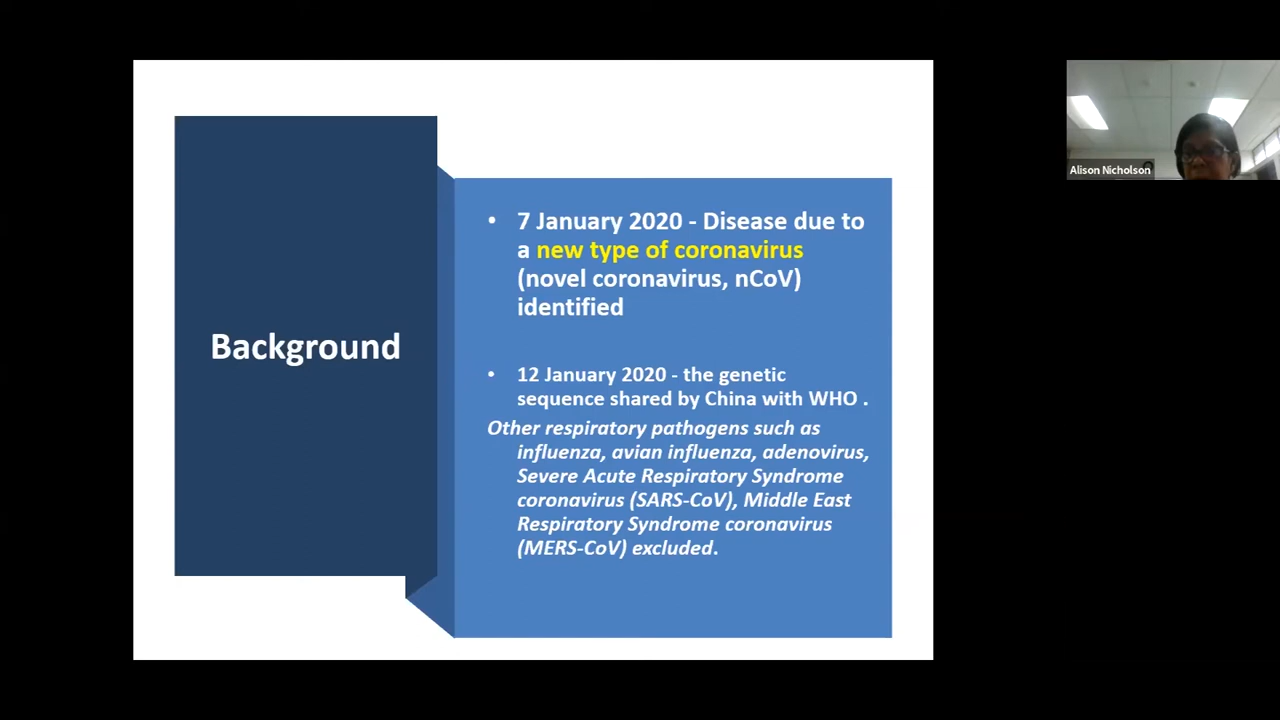 Background
• 7 January 2020 - Disease due to
a new type of coronavirus
(novel coronavirus, nCoV)
identified
• 12 January 2020 - the genetic
sequence shared by China with WHO .
Other respiratory pathogens such as
influenza, avian influenza, adenovirus,
Severe Acute Respiratory Syndrome
coronavirus (SARS-CoV), Middle East
Respiratory Syndrome coronavirus
(MERS-CoV) excluded.
Alison Nicholson